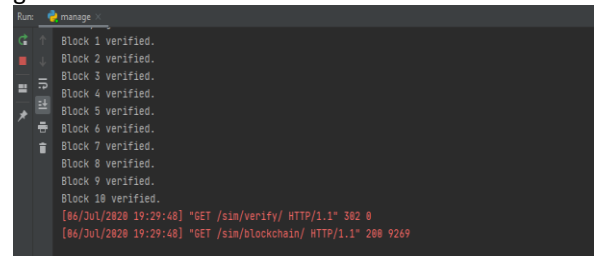 Run: manage ×
Block 1 verified.
Block 2 verified.
Block 3 verified.
Block 4 verified.
Block 5 verified.
Block 6 verified.
Block 7 verified.
Block 8 verified.
Block 9 verified.
Block 10 verified.
[06/Jul/2020 19:29:48] "GET /sim/verify/ HTTP/1.1" 302 0
[06/Jul/2020 19:29:48] "GET /sim/blockchain/ HTTP/1.1" 200 9269